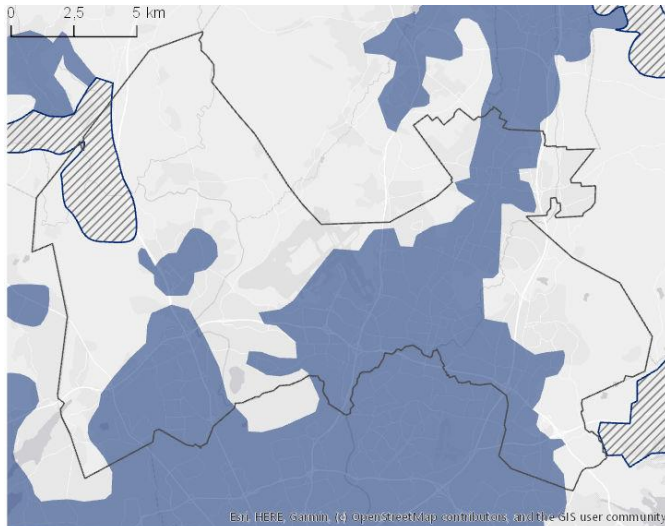 0 2,5 5 km
Esri, HERE, Garmin, (c) OpenStreetMap contributors, and the GIS user community